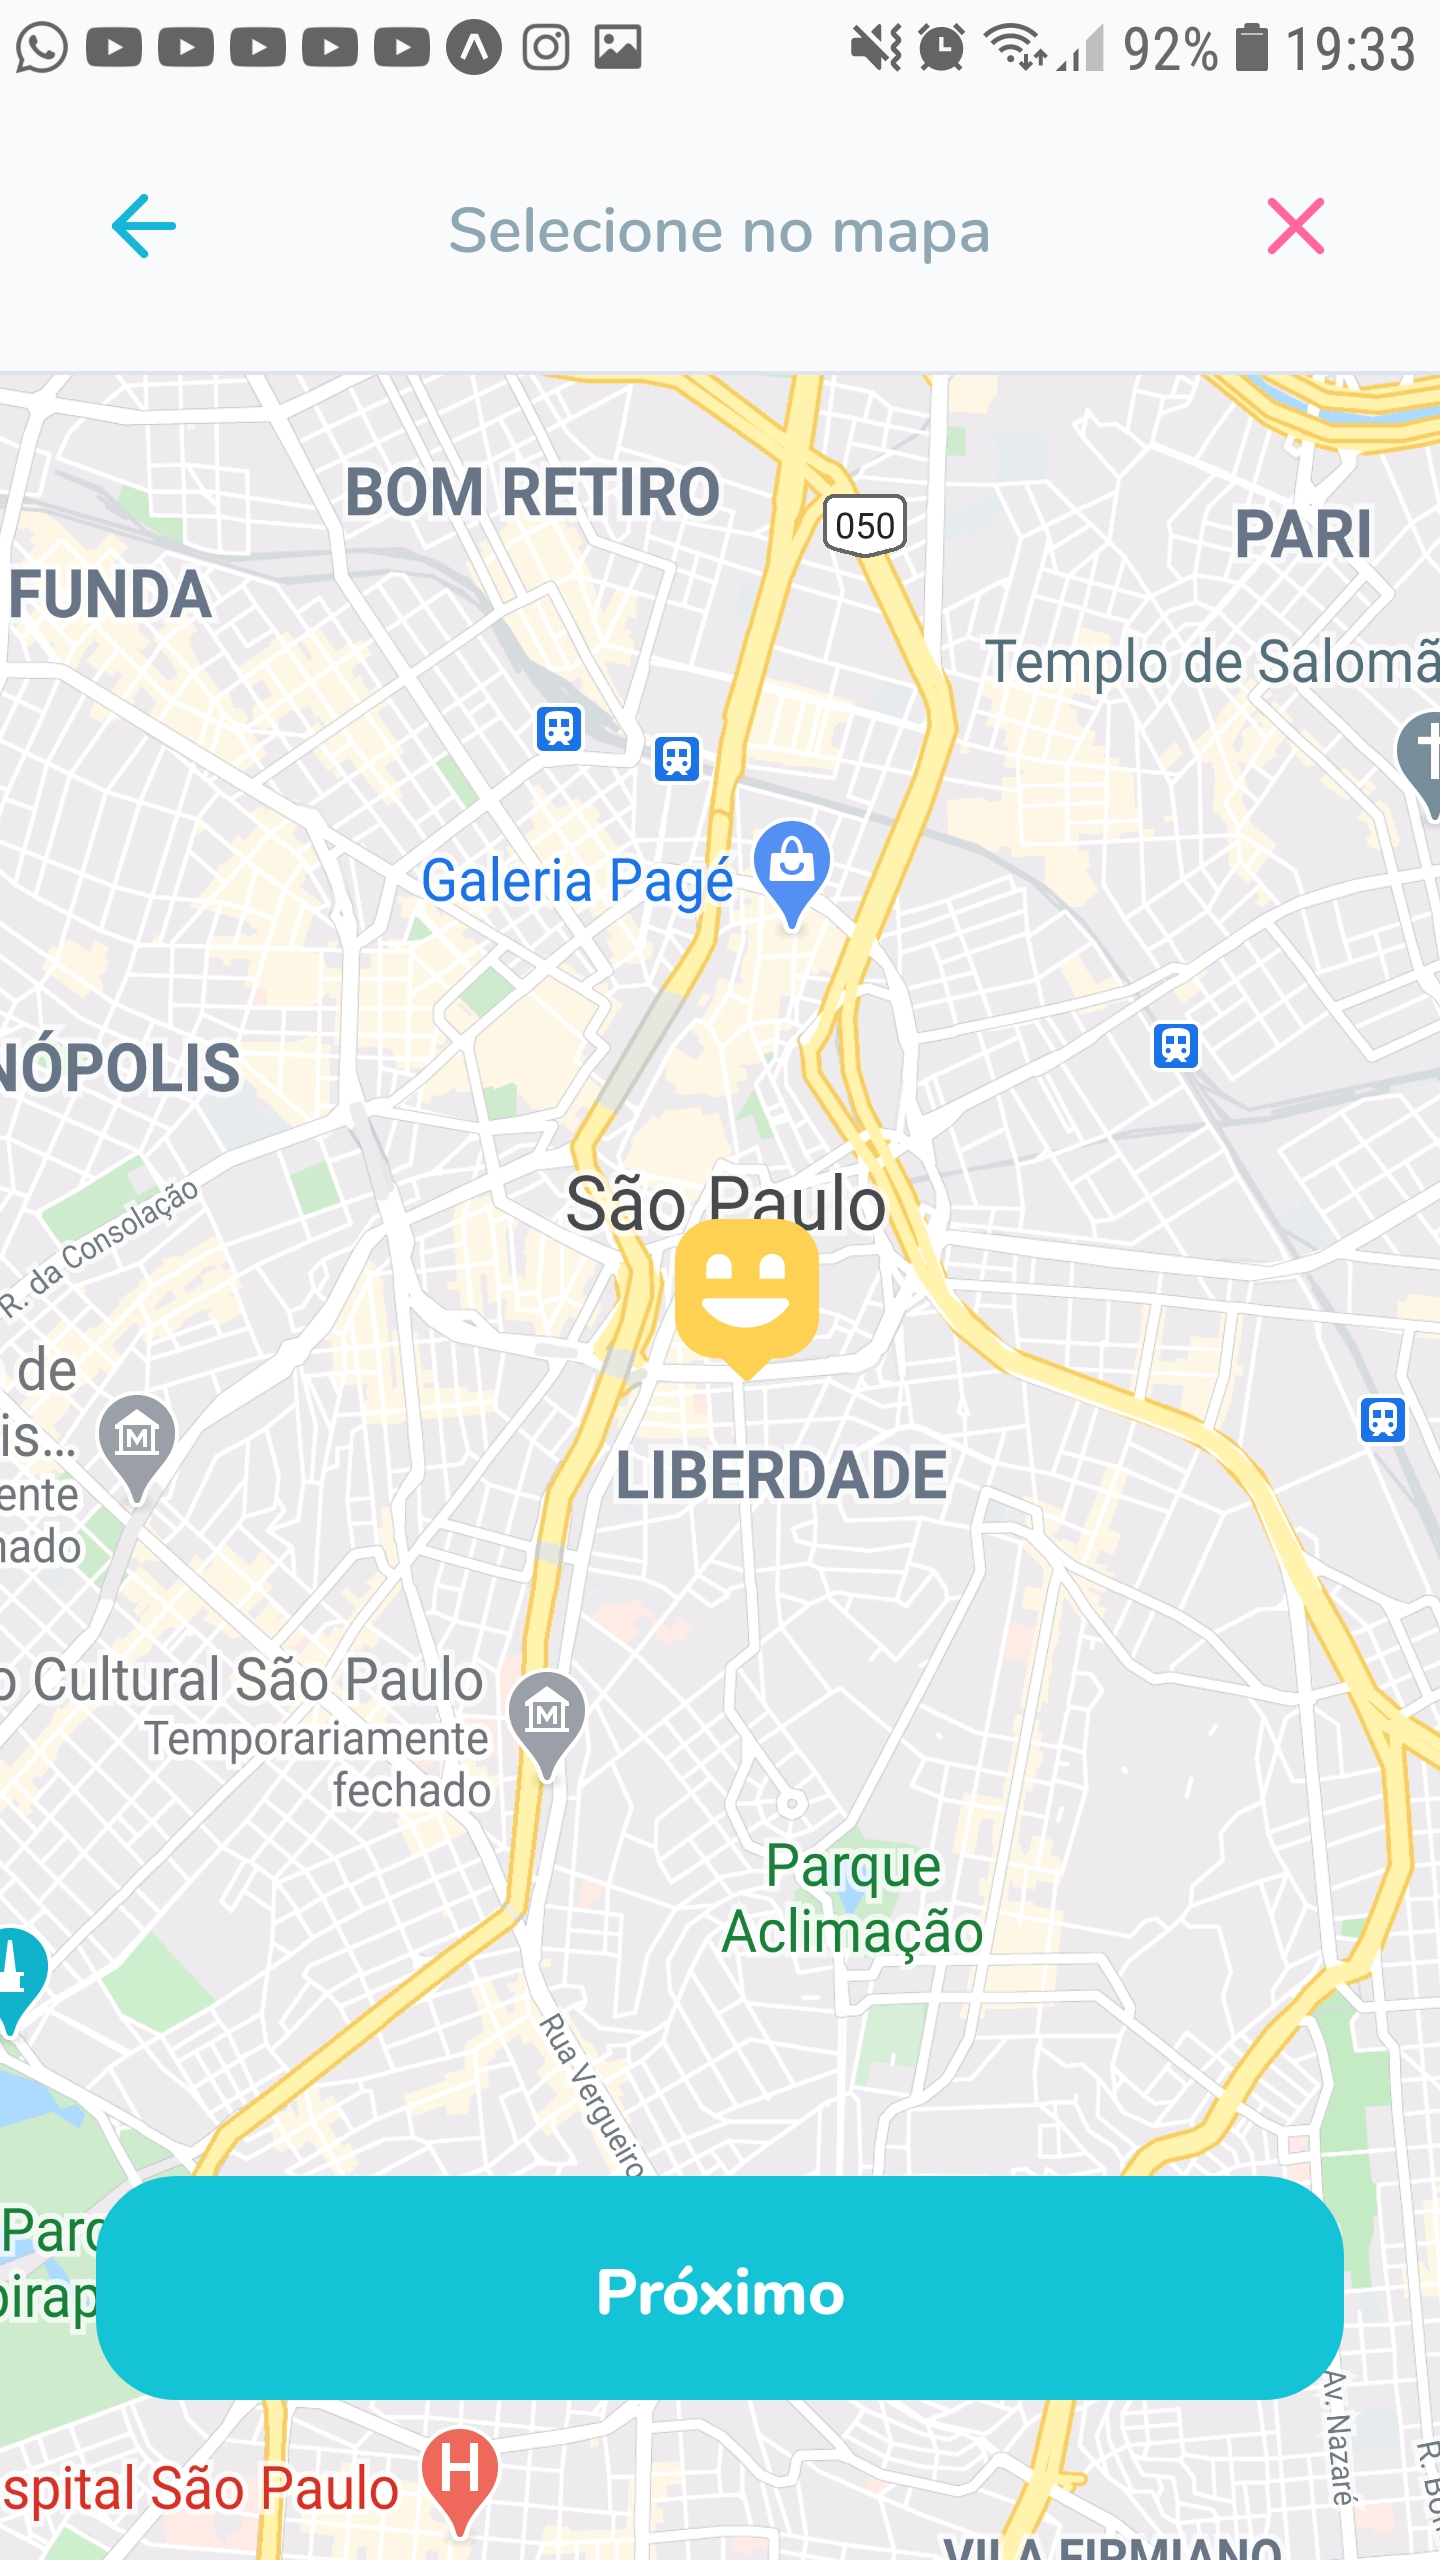 92% 19:33
Selecione no mapa
BOM RETIRO
050
PARI
FUNDA
Templo de Salomã
Galeria Pagé
NÓPOLIS
São Paulo
R. da Consolação
de
is...
ente
nado
LIBERDADE
o Cultural São Paulo
Temporariamente
fechado
Parque
Aclimação
Rua Vergueiro
Parq
birap
Próximo
Av. Nazaré
spital São Paulo
VILA FIRMIANO